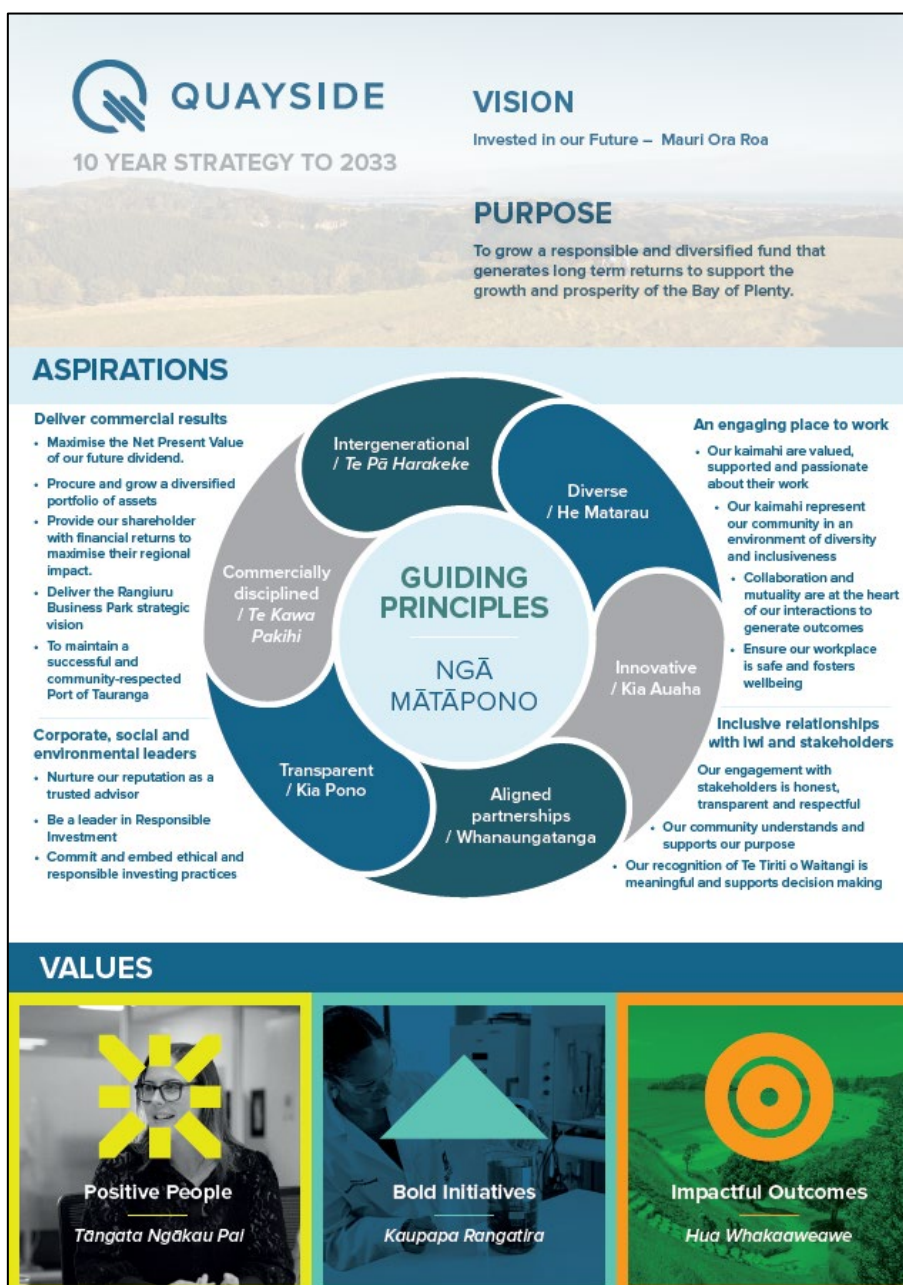 QUAYSIDE
10 YEAR STRATEGY TO 2033
VISION
Invested in our Future – Mauri Ora Roa
PURPOSE
To grow a responsible and diversified fund that
generates long term returns to support the
growth and prosperity of the Bay of Plenty.
ASPIRATIONS
Deliver commercial results
• Maximise the Net Present Value
of our future dividend.
• Procure and grow a diversified
portfolio of assets
• Provide our shareholder
with financial returns to
maximise their regional
impact.
• Deliver the Rangiuru
Business Park strategic
vision
• To maintain a
successful and
community-respected
Port of Tauranga
Corporate, social and
environmental leaders
• Nurture our reputation as a
trusted advisor
• Be a leader in Responsible
Investment
• Commit and embed ethical and
responsible investing practices
Intergenerational
/ Te Pā Harakeke
Diverse
/ He Matarau
Innovative
/ Kia Auaha
Aligned
partnerships
/ Whanaungatanga
Transparent
/ Kia Pono
Commercially
disciplined
/ Te Kawa
Pakihi
GUIDING
PRINCIPLES
NGĀ
MĀTĀPONO
An engaging place to work
• Our kaimahi are valued,
supported and passionate
about their work
• Our kaimahi represent
our community in an
environment of diversity
and inclusiveness
• Collaboration and
mutuality are at the heart
of our interactions to
generate outcomes
• Ensure our workplace
is safe and fosters
wellbeing
Inclusive relationships
with iwi and stakeholders
Our engagement with
stakeholders is honest,
transparent and respectful
• Our community understands and
supports our purpose
• Our recognition of Te Tiriti o Waitangi is
meaningful and supports decision making
VALUES
Positive People
Tāngata Ngākau Pai
Bold Initiatives
Kaupapa Rangatira
Impactful Outcomes
Hua Whakaaweawe